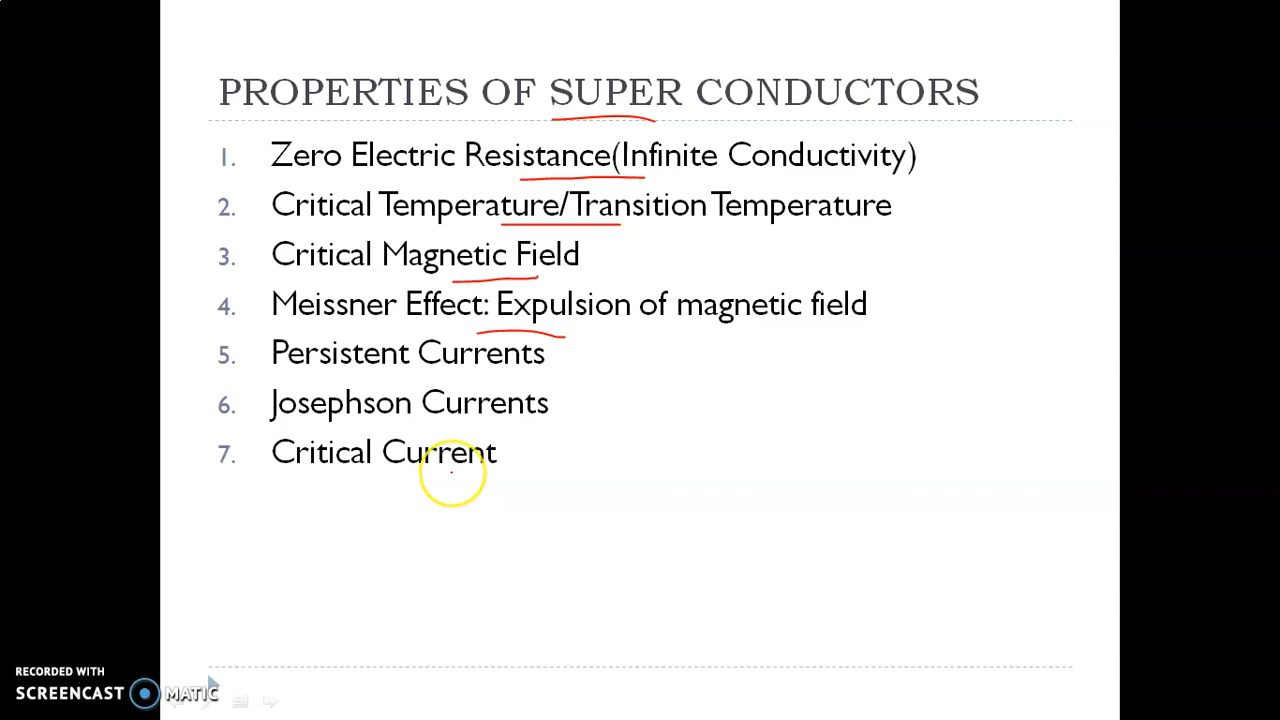 PROPERTIES OF SUPER CONDUCTORS
1. Zero Electric Resistance(Infinite Conductivity)
2. Critical Temperature/Transition Temperature
3. Critical Magnetic Field
4. Meissner Effect: Expulsion of magnetic field
5. Persistent Currents
6. Josephson Currents
7. Critical Current
RECORDED WITH
SCREENCAST MATIC